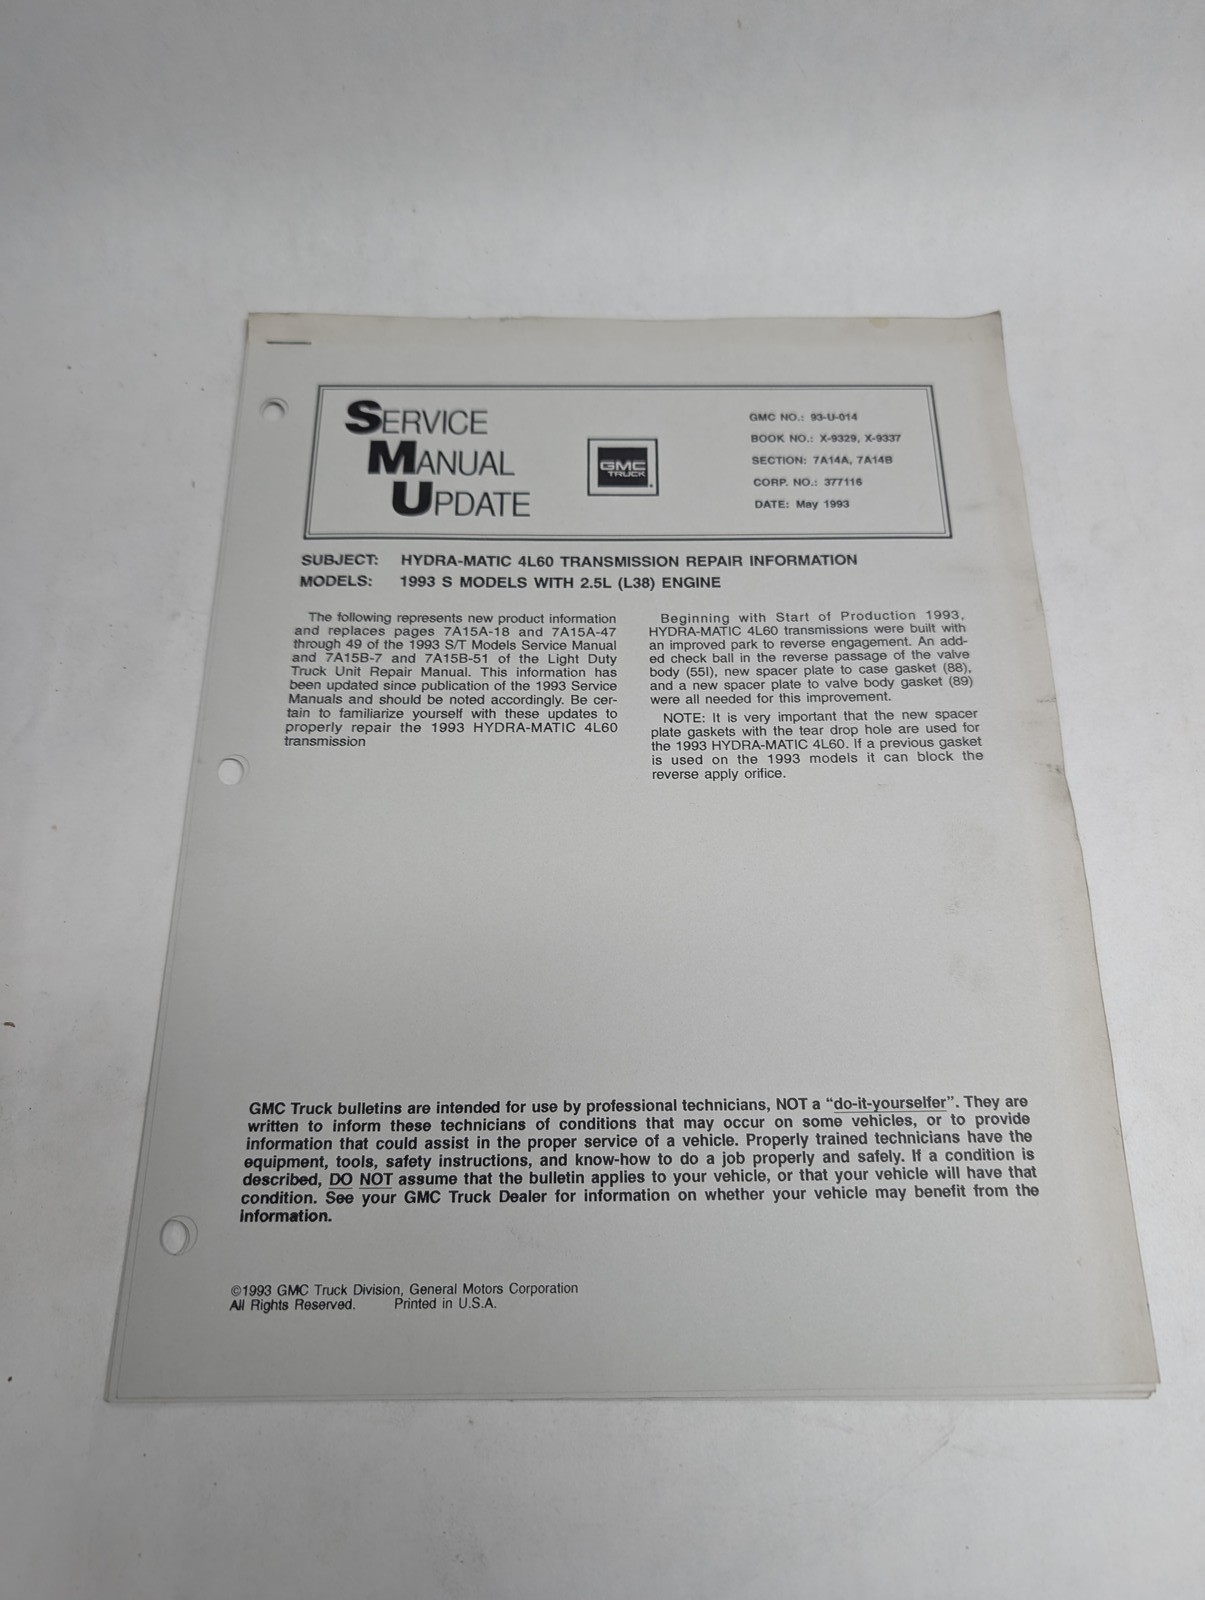 SERVICE
MANUAL
UPDATE
GMC
TRUCK
GMC NO.: 93-U-014
BOOK NO.: X-9329, X-9337
SECTION: 7A14A, 7A14B
CORP. NO.: 377116
DATE: May 1993
SUBJECT: HYDRA-MATIC 4L60 TRANSMISSION REPAIR INFORMATION
MODELS: 1993 S MODELS WITH 2.5L (L38) ENGINE
The following represents new product information
and replaces pages 7A15A-18 and 7A15A-47
through 49 of the 1993 S/T Models Service Manual
and 7A15B-7 and 7A15B-51 of the Light Duty
Truck Unit Repair Manual. This information has
been updated since publication of the 1993 Service
Manuals and should be noted accordingly. Be cer-
tain to familiarize yourself with these updates to
properly repair the 1993 HYDRA-MATIC 4L60
transmission
Beginning with Start of Production 1993,
HYDRA-MATIC 4L60 transmissions were built with
an improved park to reverse engagement. An add-
ed check ball in the reverse passage of the valve
body (55I), new spacer plate to case gasket (88),
and a new spacer plate to valve body gasket (89)
were all needed for this improvement.
NOTE: It is very important that the new spacer
plate gaskets with the tear drop hole are used for
the 1993 HYDRA-MATIC 4L60. If a previous gasket
is used on the 1993 models it can block the
reverse apply orifice.
GMC Truck bulletins are intended for use by professional technicians, NOT a “do-it-yourselfer”. They are
written to inform these technicians of conditions that may occur on some vehicles, or to provide
information that could assist in the proper service of a vehicle. Properly trained technicians have the
equipment, tools, safety instructions, and know-how to do a job properly and safely. If a condition is
described, DO NOT assume that the bulletin applies to your vehicle, or that your vehicle will have that
condition. See your GMC Truck Dealer for information on whether your vehicle may benefit from the
information.
©1993 GMC Truck Division, General Motors Corporation
All Rights Reserved. Printed in U.S.A.